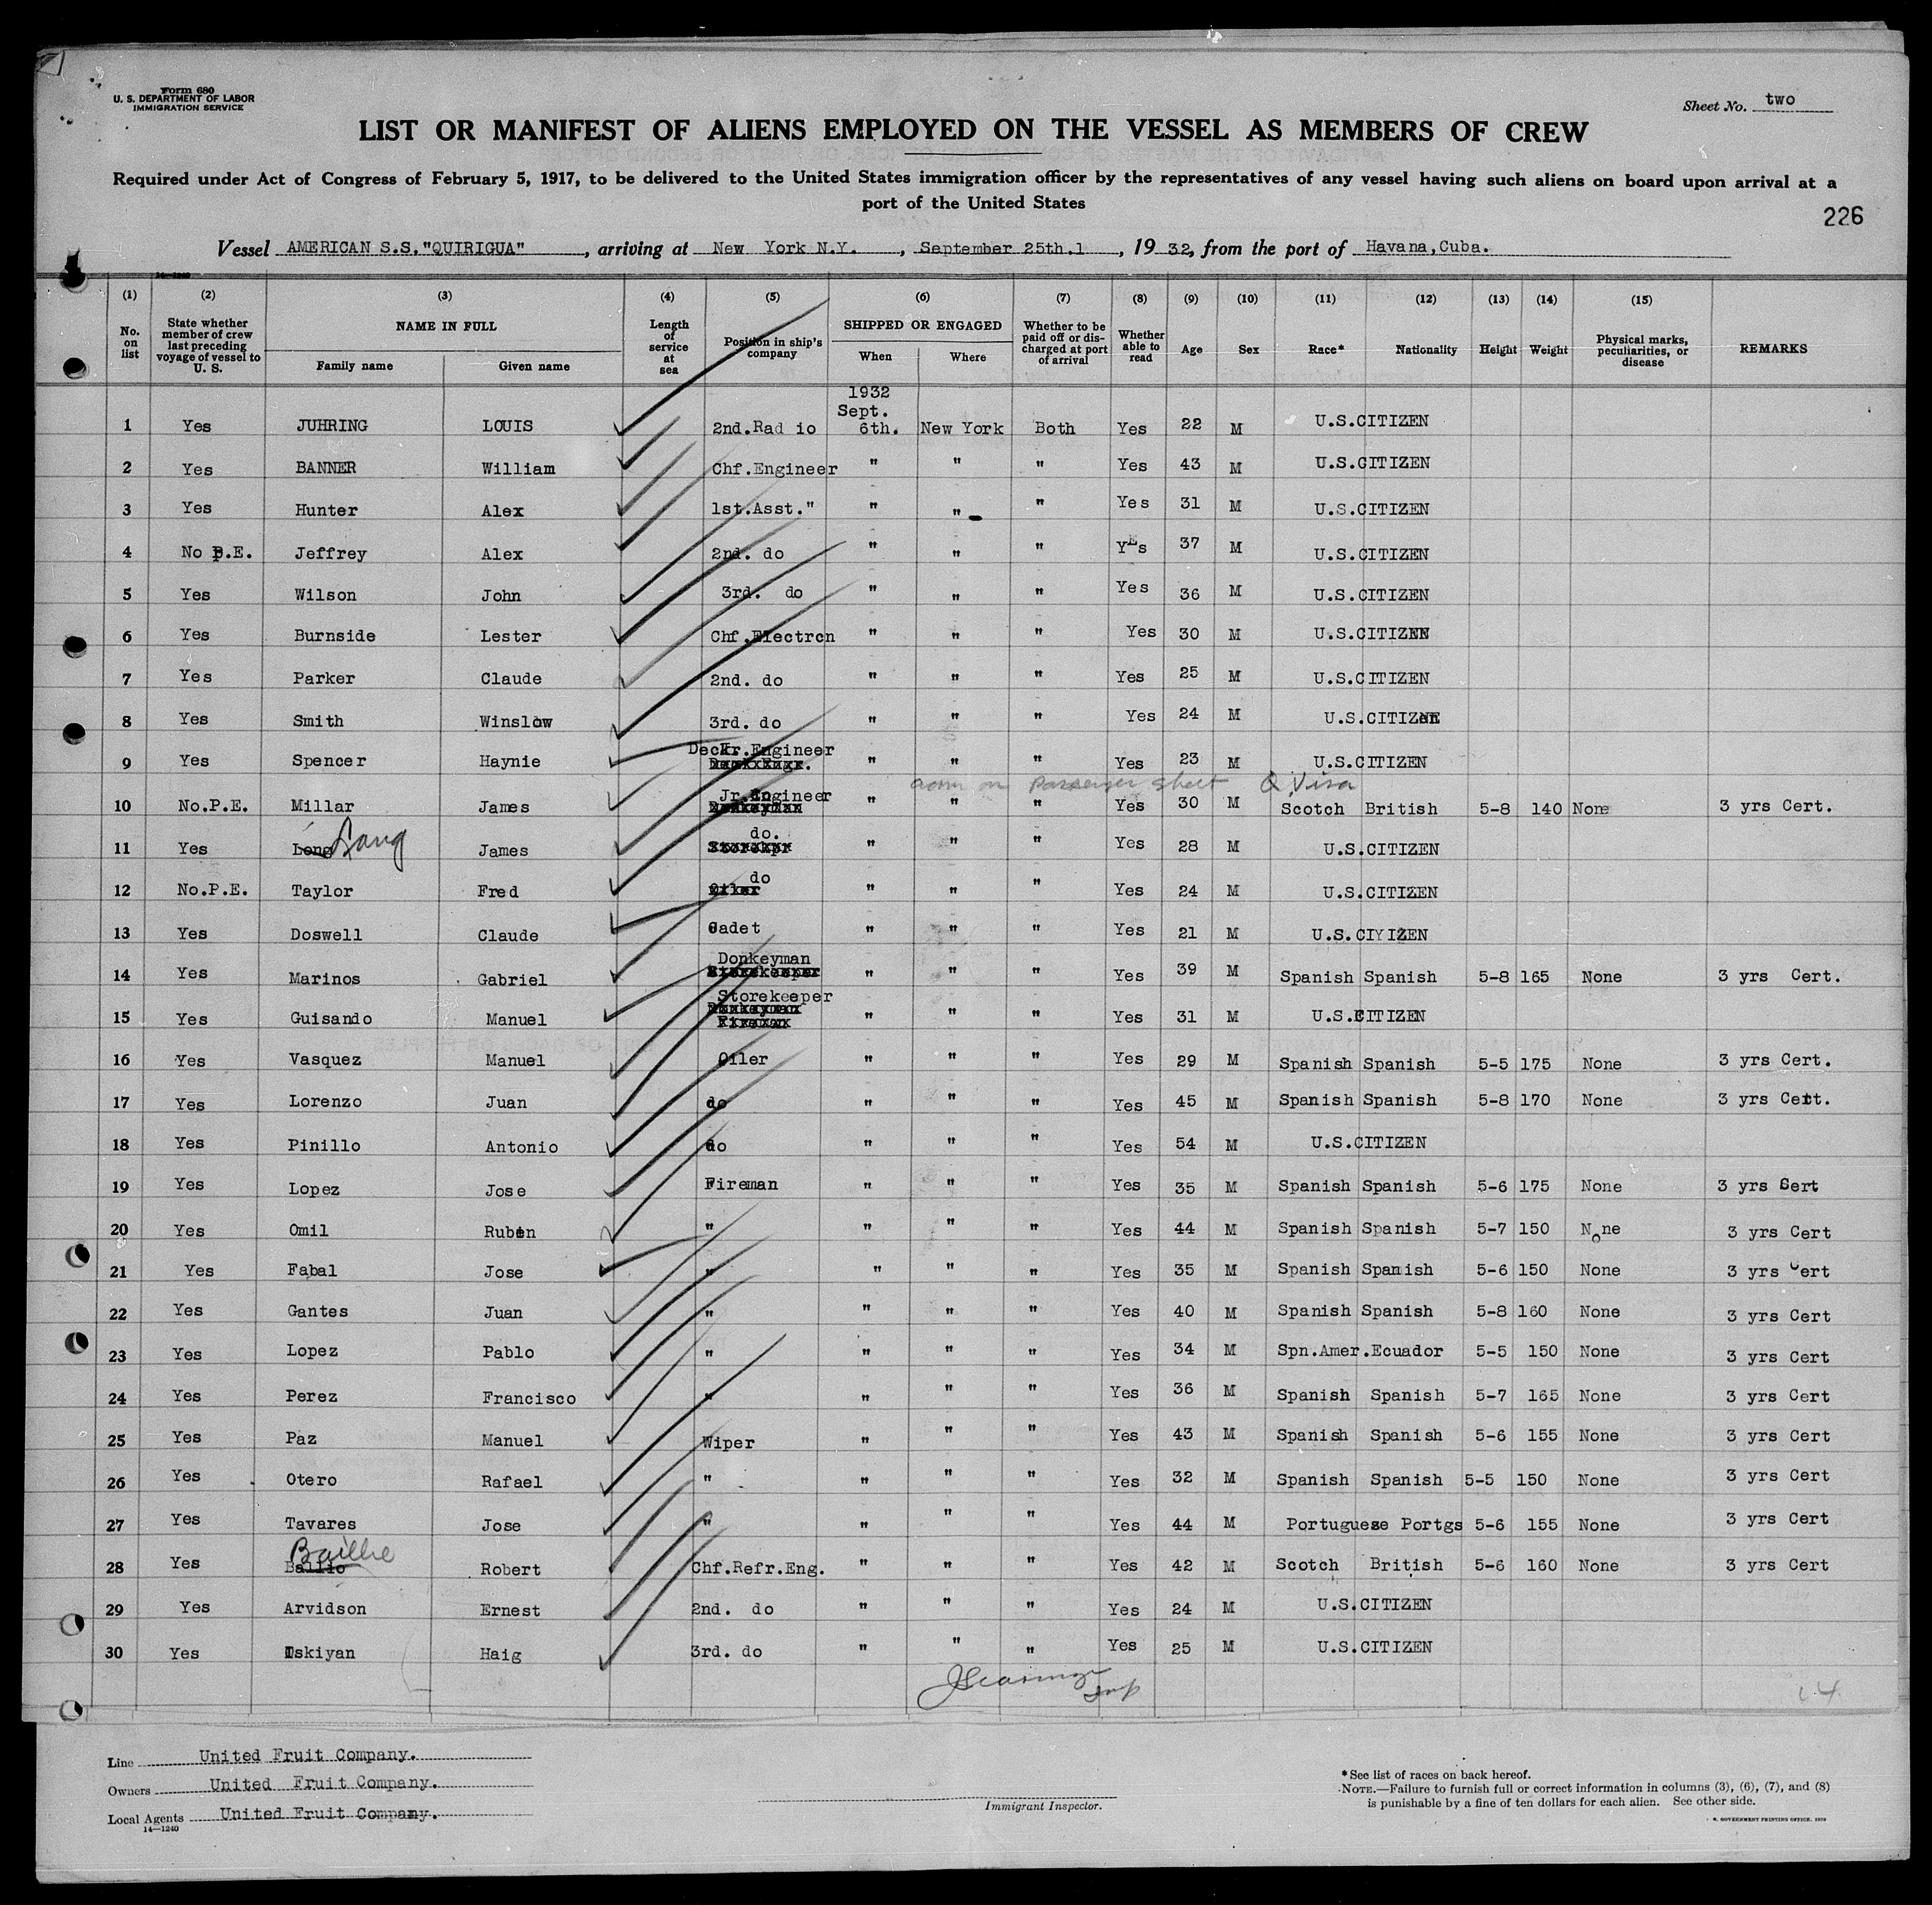 Form 680
U. S. DEPARTMENT OF LABOR
IMMIGRATION SERVICE
Sheet No. two
LIST OR MANIFEST OF ALIENS EMPLOYED ON THE VESSEL AS MEMBERS OF CREW
Required under Act of Congress of February 5, 1917, to be delivered to the United States immigration officer by the representatives of any vessel having such aliens on board upon arrival at a
port of the United States
226
Vessel AMERICAN S.S."QUIRIGUA" , arriving at New York N.Y. , September 25th.1 , 1932, from the port of Havana,Cuba.
14—1240
(1) (2) (3) (4) (5) (6) (7) (8) (9) (10) (11) (12) (13) (14) (15)
No. on list State whether member of crew last preceding voyage of vessel to U. S. NAME IN FULL Family name Given name Length of service at sea Position in ship's company SHIPPED OR ENGAGED When Where Whether to be paid off or discharged at port of arrival Whether able to read Age Sex Race* Nationality Height Weight Physical marks, peculiarities, or disease REMARKS
1932
Sept.
1 Yes JUHRING LOUIS 2nd.Rad io 6th. New York Both Yes 22 M U.S.CITIZEN
2 Yes BANNER William Chf.Engineer " " " Yes 43 M U.S.CITIZEN
3 Yes Hunter Alex 1st.Asst." " " " Yes 31 M U.S.CITIZEN
4 No P.E. Jeffrey Alex 2nd. do " " " YEs 37 M U.S.CITIZEN
5 Yes Wilson John 3rd. do " " " Yes 36 M U.S.CITIZEN
6 Yes Burnside Lester Chf.Electrcn " " " Yes 30 M U.S.CITIZEN
7 Yes Parker Claude 2nd. do " " " Yes 25 M U.S.CITIZEN
8 Yes Smith Winslow 3rd. do " " " Yes 24 M U.S.CITIZEN
9 Yes Spencer Haynie Jr.Engineer " " " Yes 23 M U.S.CITIZEN
on Passenger Sheet Q Visa
10 No.P.E. Millar James Jr.Engineer " " " Yes 30 M Scotch British 5-8 140 None 3 yrs Cert.
11 Yes Long Lang James do. Storekpr " " " Yes 28 M U.S.CITIZEN
12 No.P.E. Taylor Fred do Oiler " " " Yes 24 M U.S.CITIZEN
13 Yes Doswell Claude Cadet " " " Yes 21 M U.S.CIYIZEN
14 Yes Marinos Gabriel Donkeyman Storekeeper " " " Yes 39 M Spanish Spanish 5-8 165 None 3 yrs Cert.
15 Yes Guisando Manuel Storekeeper Donkeyman Fireman " " " Yes 31 M U.S.CITIZEN
16 Yes Vasquez Manuel Oiler " " " Yes 29 M Spanish Spanish 5-5 175 None 3 yrs Cert.
17 Yes Lorenzo Juan do " " " Yes 45 M Spanish Spanish 5-8 170 None 3 yrs Cert.
18 Yes Pinillo Antonio do " " " Yes 54 M U.S.CITIZEN
19 Yes Lopez Jose Fireman " " " Yes 35 M Spanish Spanish 5-6 175 None 3 yrs Cert
20 Yes Omil Ruben " " " " Yes 44 M Spanish Spanish 5-7 150 None 3 yrs Cert
21 Yes Fabal Jose " " " " Yes 35 M Spanish Spanish 5-6 150 None 3 yrs Cert
22 Yes Gantes Juan " " " " Yes 40 M Spanish Spanish 5-8 160 None 3 yrs Cert
23 Yes Lopez Pablo " " " " Yes 34 M Spn.Amer.Ecuador 5-5 150 None 3 yrs Cert
24 Yes Perez Francisco " " " " Yes 36 M Spanish Spanish 5-7 165 None 3 yrs Cert
25 Yes Paz Manuel Wiper " " " Yes 43 M Spanish Spanish 5-6 155 None 3 yrs Cert
26 Yes Otero Rafael " " " " Yes 32 M Spanish Spanish 5-5 150 None 3 yrs Cert
27 Yes Tavares Jose " " " " Yes 44 M Portuguese Portgs 5-6 155 None 3 yrs Cert
28 Yes Baillie Ballio Robert Chf.Refr.Eng. " " " Yes 42 M Scotch British 5-6 160 None 3 yrs Cert
29 Yes Arvidson Ernest 2nd. do " " " Yes 24 M U.S.CITIZEN
30 Yes Iskiyan Haig 3rd. do " " " Yes 25 M U.S.CITIZEN
Insp
Line United Fruit Company.
Owners United Fruit Company.
Local Agents United Fruit Company.
14—1240
Immigrant Inspector.
*See list of races on back hereof.
NOTE.—Failure to furnish full or correct information in columns (3), (6), (7), and (8)
is punishable by a fine of ten dollars for each alien. See other side.
GOVERNMENT PRINTING OFFICE